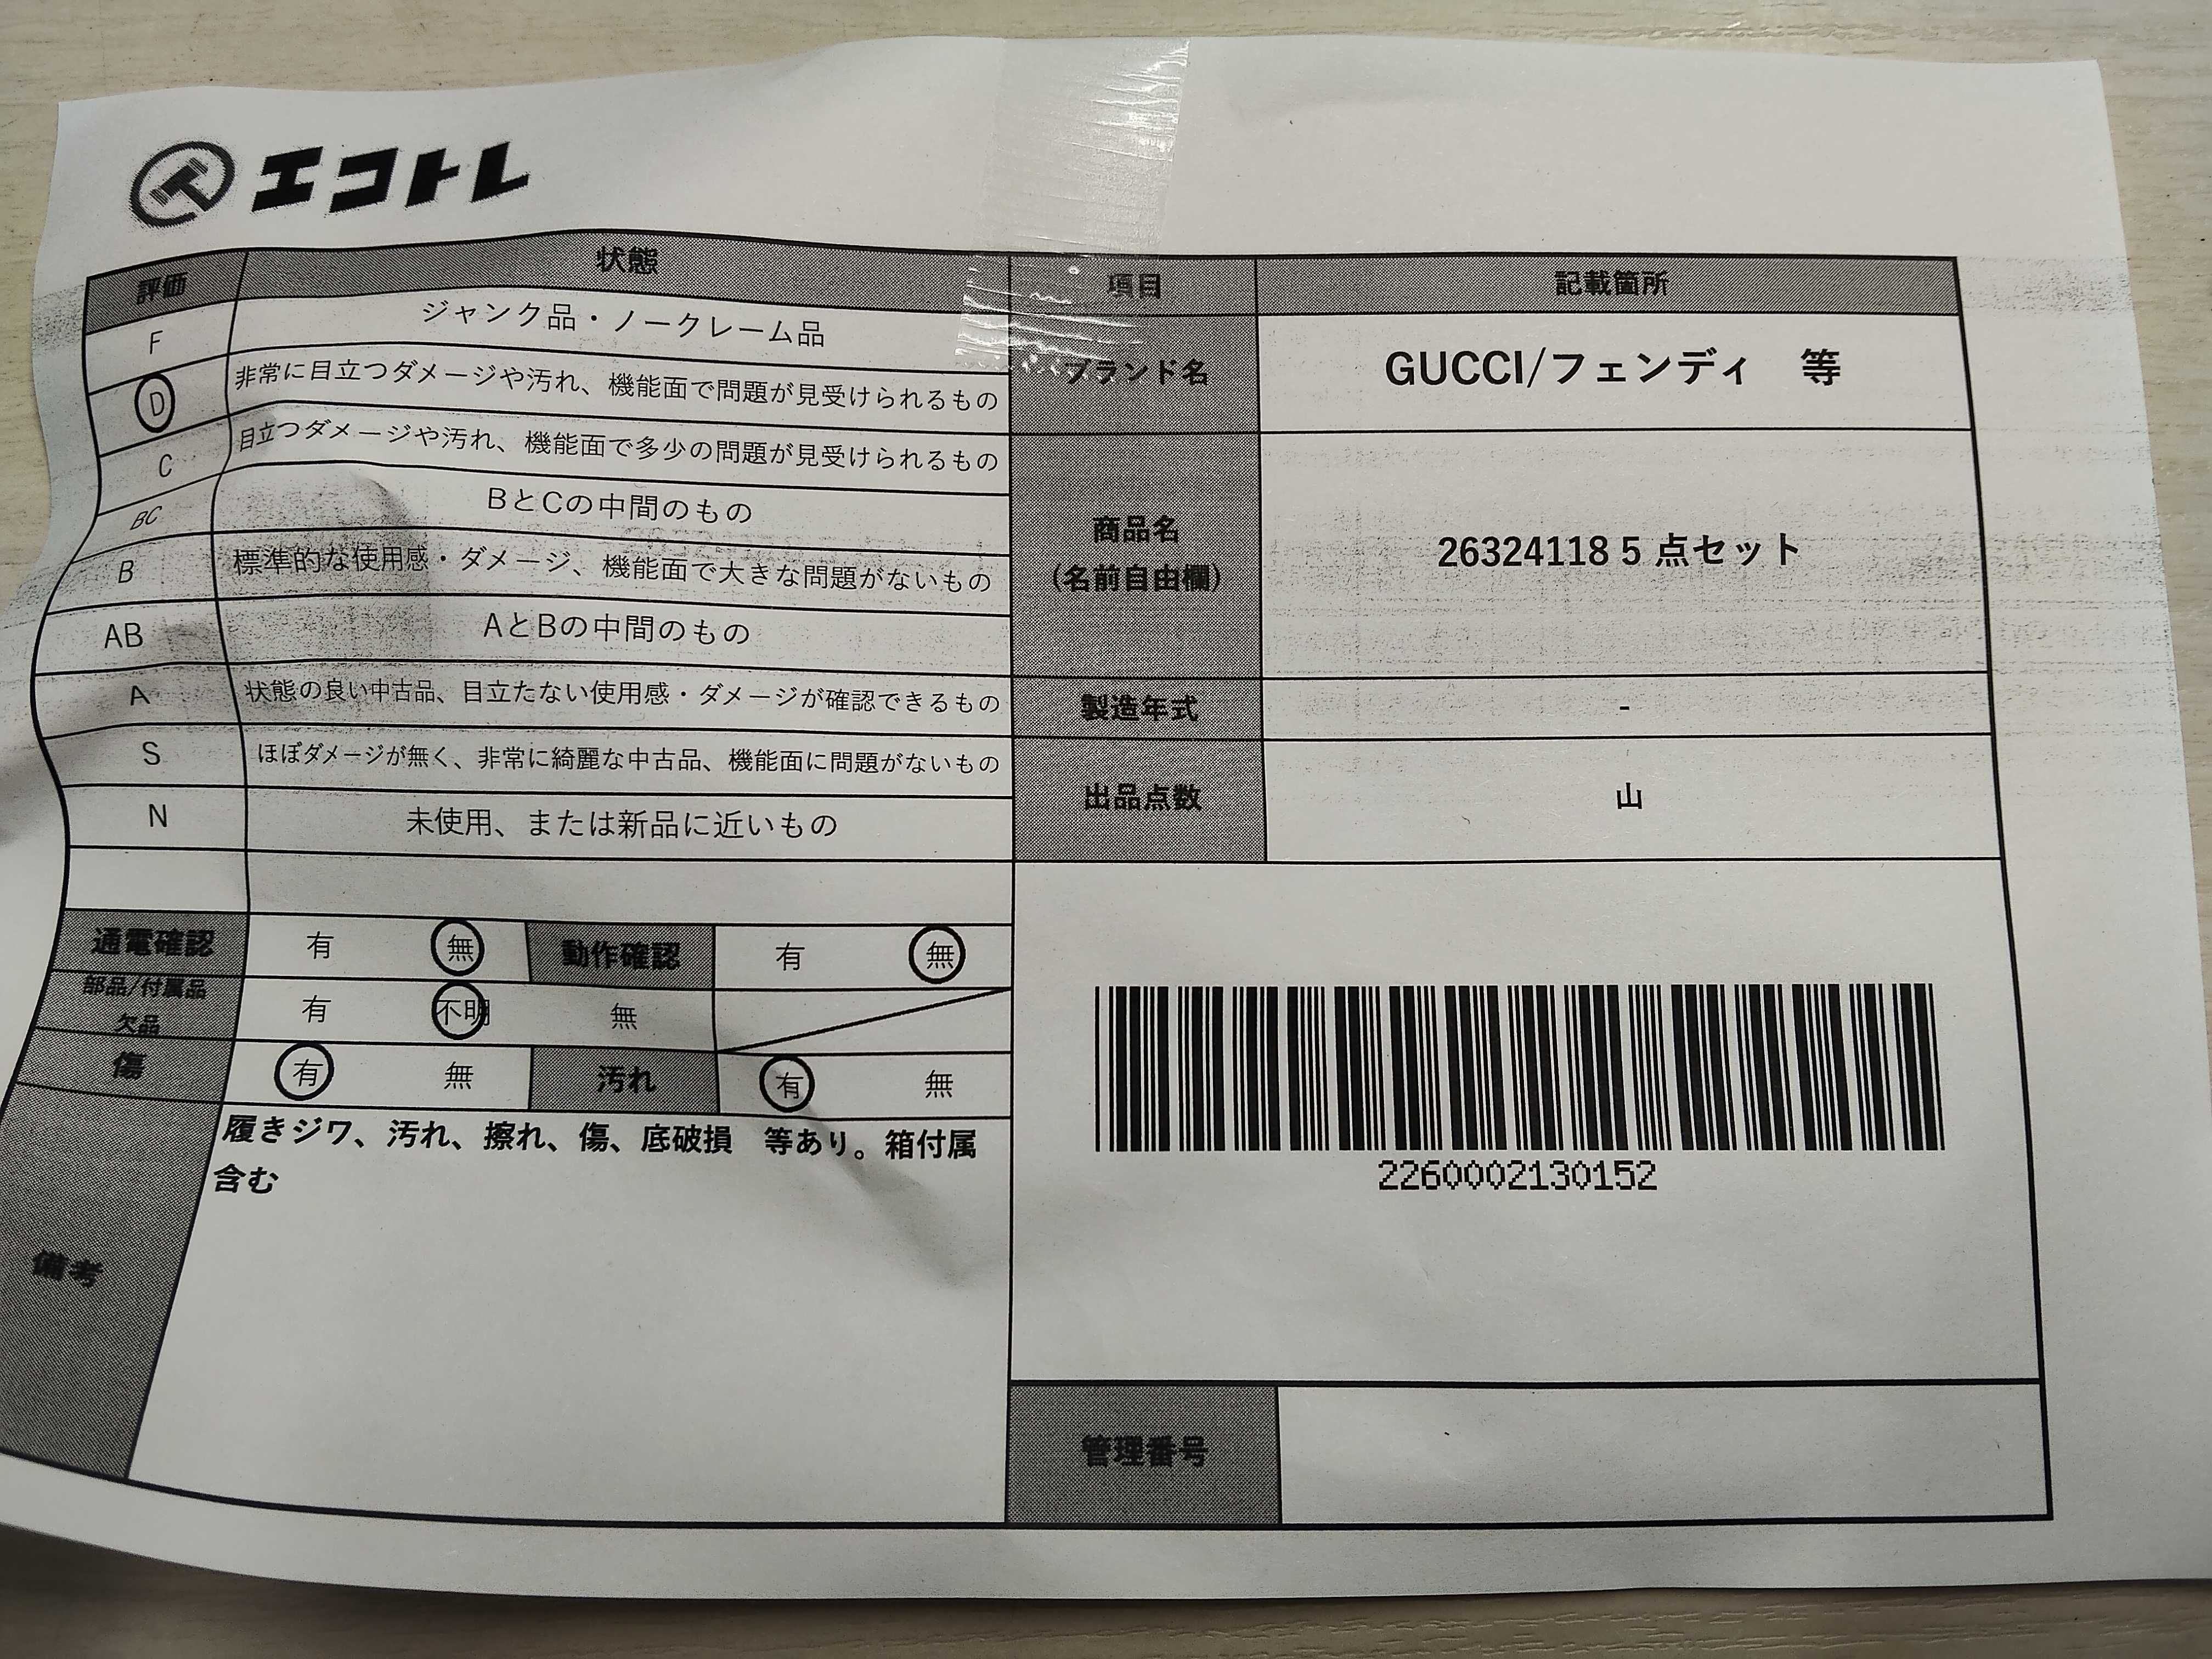 エコトレ
評価 状態
F ジャンク品・ノークレーム品
D 非常に目立つダメージや汚れ、機能面で問題が見受けられるもの
C 目立つダメージや汚れ、機能面で多少の問題が見受けられるもの
BC BとCの中間のもの
B 標準的な使用感・ダメージ、機能面で大きな問題がないもの
AB AとBの中間のもの
A 状態の良い中古品、目立たない使用感・ダメージが確認できるもの
S ほぼダメージが無く、非常に綺麗な中古品、機能面に問題がないもの
N 未使用、または新品に近いもの
通電確認 有 無 動作確認 有 無
部品/付属品
欠品 有 不明 無
傷 有 無 汚れ 有 無
備考
履きジワ、汚れ、擦れ、傷、底破損　等あり。箱付属
含む
項目 記載箇所
ブランド名 GUCCI/フェンディ　等
商品名
(名前自由欄)
26324118 5 点セット
製造年式 -
出品点数 山
2260002130152
管理番号